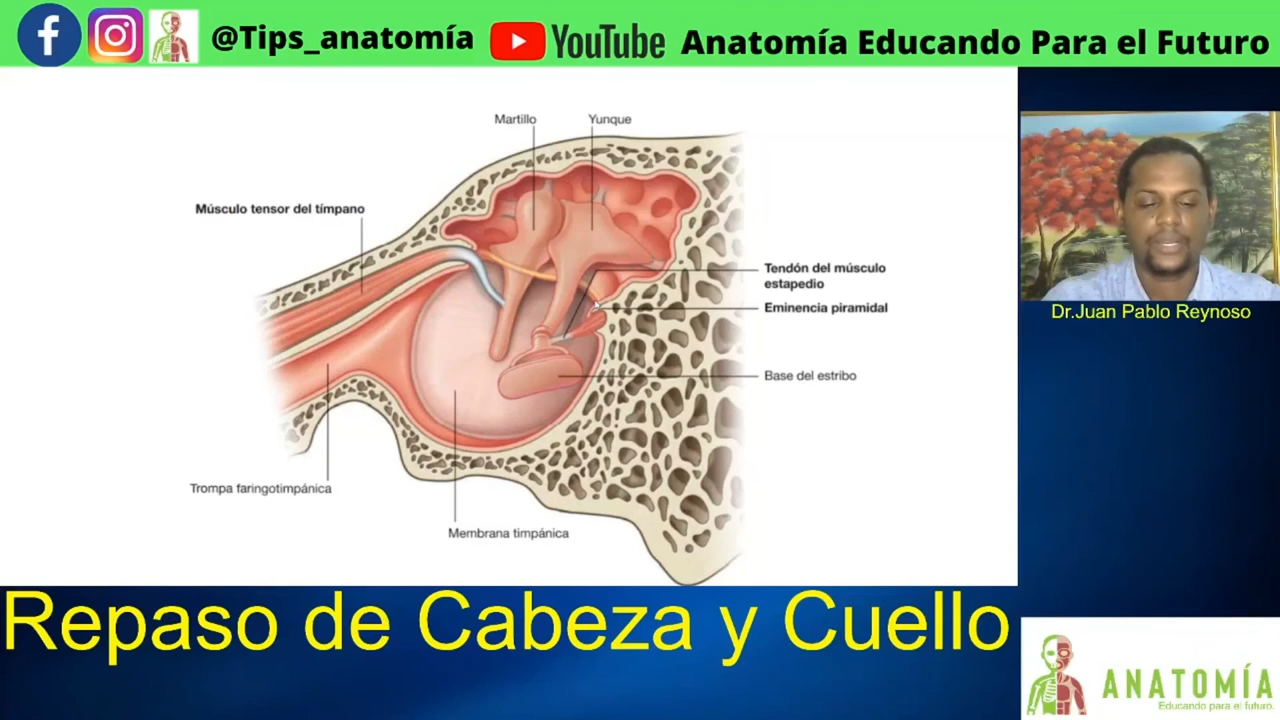 @Tips_anatomía YouTube Anatomía Educando Para el Futuro
Martillo Yunque
Músculo tensor del tímpano
Tendón del músculo
estapedio
Eminencia piramidal
Dr.Juan Pablo Reynoso
Base del estribo
Trompa faringotimpánica
Membrana timpánica
Repaso de Cabeza y Cuello
ANATOMÍA
Educando para el futuro.